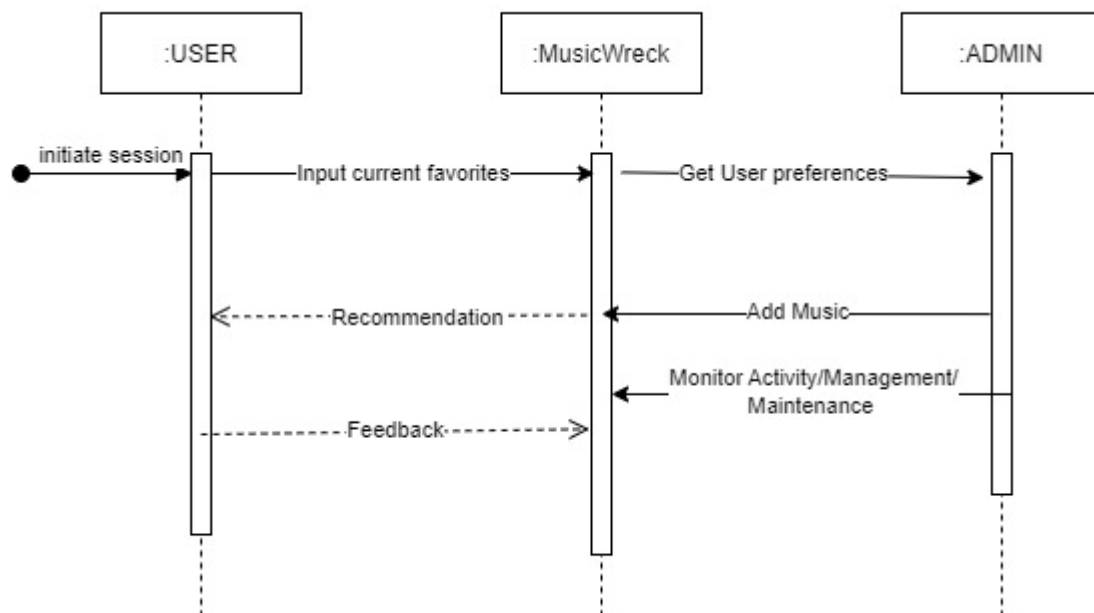 :USER
:MusicWreck
:ADMIN
initiate session
Input current favorites
Get User preferences
Recommendation
Add Music
Monitor Activity/Management/
Maintenance
Feedback